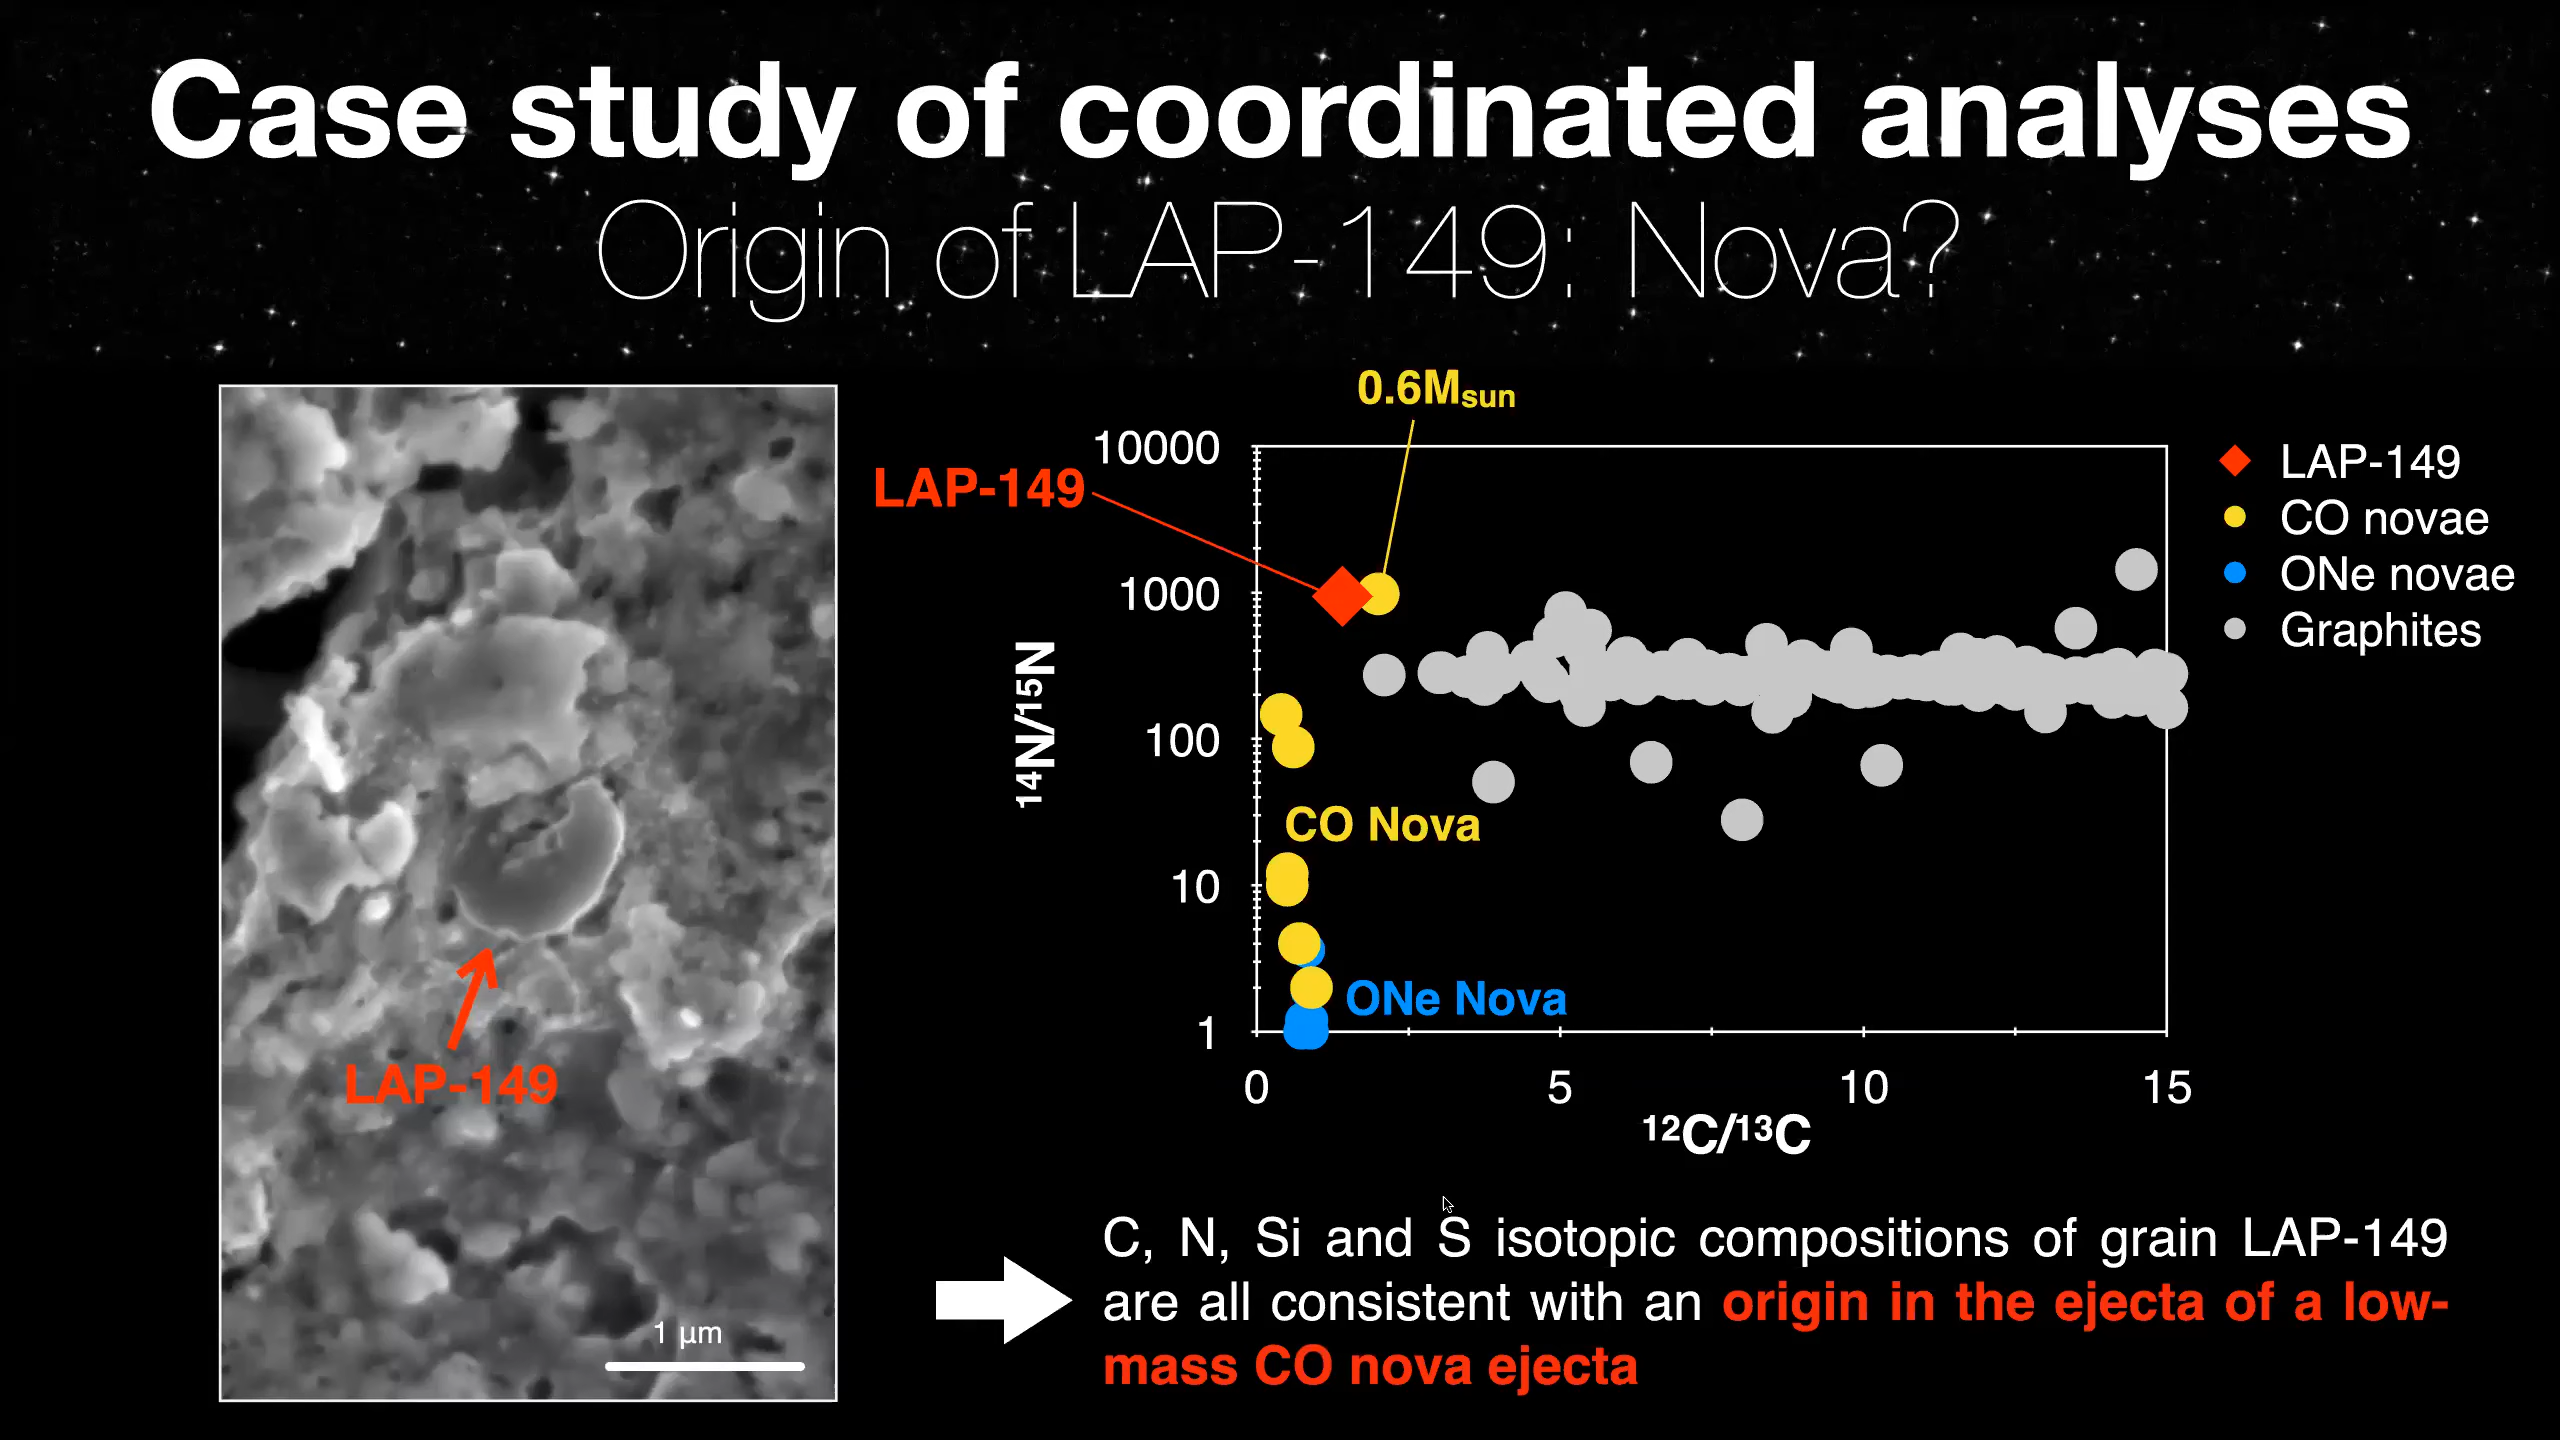 Case study of coordinated analyses
Origin of LAP-149: Nova?
LAP-149
1 µm
0.6Msun
LAP-149
10000
1000
100
10
1
¹⁴N/¹⁵N
CO Nova
ONe Nova
0
5
10
15
¹²C/¹³C
LAP-149
CO novae
ONe novae
Graphites
C, N, Si and S isotopic compositions of grain LAP-149
are all consistent with an origin in the ejecta of a low-
mass CO nova ejecta